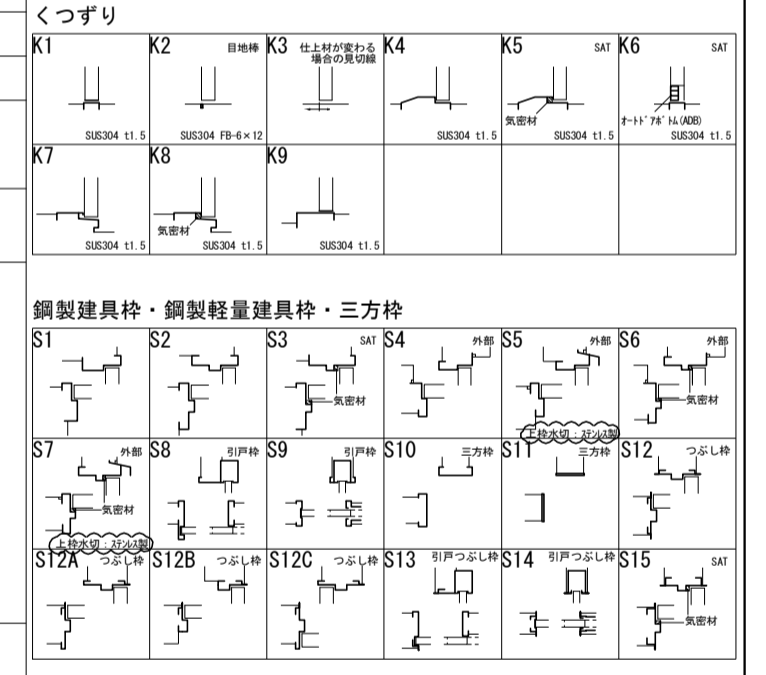 くつずり
K1
SUS304 t1.5
K2 目地棒
SUS304 FB-6×12
K3 仕上材が変わる
場合の見切線
K4
SUS304 t1.5
K5 SAT
気密材
SUS304 t1.5
K6 SAT
オートドアボトム(ADB)
SUS304 t1.5
K7
SUS304 t1.5
K8
気密材
SUS304 t1.5
K9
SUS304 t1.5
鋼製建具枠・鋼製軽量建具枠・三方枠
S1
S2
S3 SAT
気密材
S4 外部
S5 外部
上枠水切：ステンレス製
S6 外部
気密材
S7 外部
気密材
上枠水切：ステンレス製
S8 引戸枠
S9 引戸枠
S10 三方枠
S11 三方枠
S12 つぶし枠
S12A つぶし枠
S12B つぶし枠
S12C つぶし枠
S13 引戸つぶし枠
S14 引戸つぶし枠
S15 SAT
気密材